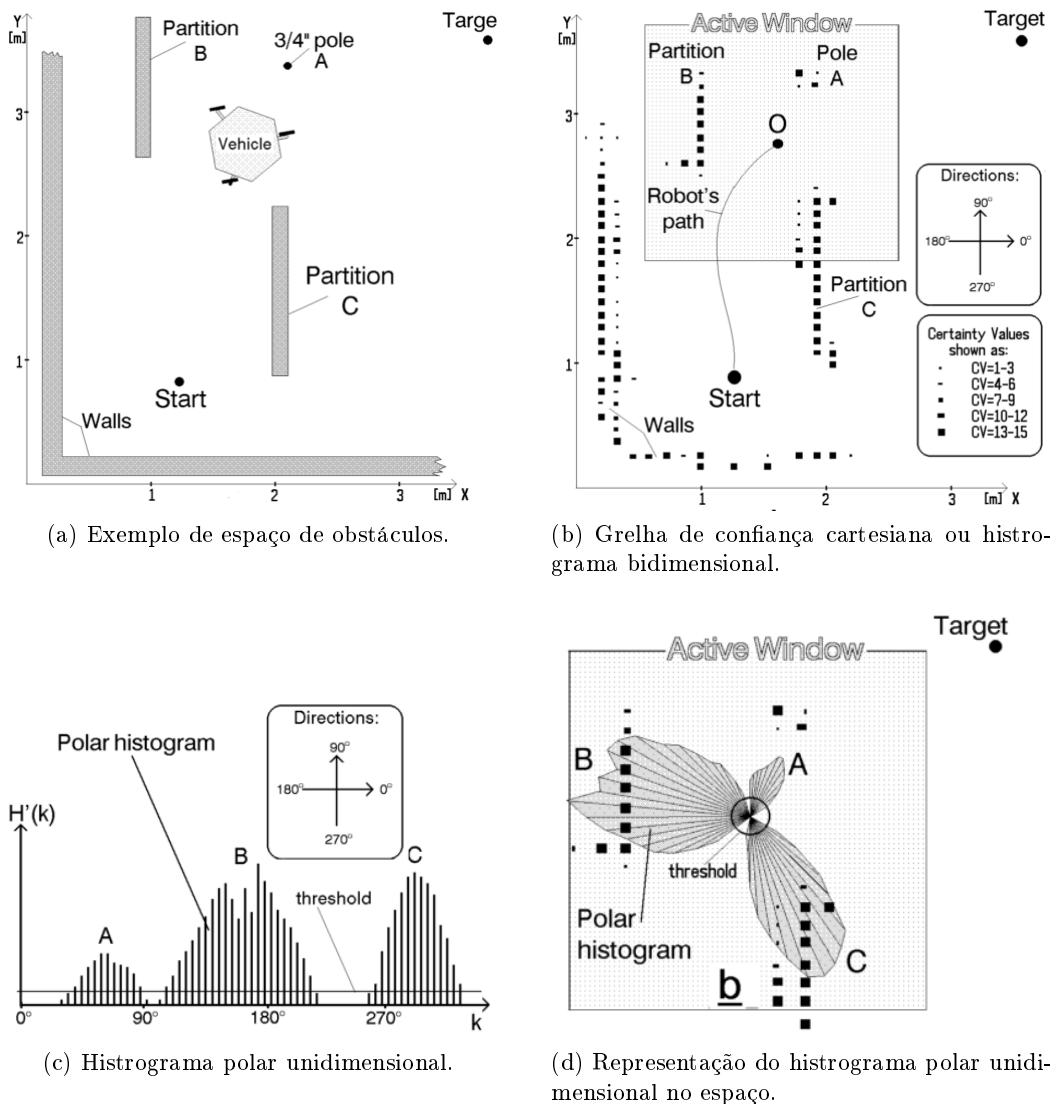 Y
[m]
Targe
Partition
B
3/4" pole
A
3
Vehicle
2
Partition
C
1
Start
Walls
1
2
3
[m] X
(a) Exemplo de espaço de obstáculos.
Y
[m]
Active Window
Target
Partition
B
Pole
A
3
O
Robot's
path
Directions:
90°
180°
0°
270°
2
Partition
C
Certainty Values
shown as:
CV=1-3
CV=4-6
CV=7-9
CV=10-12
CV=13-15
1
Start
Walls
1
2
3
[m] X
(b) Grelha de confiança cartesiana ou histro-
grama bidimensional.
Directions:
90°
180°
0°
270°
Polar histogram
H'(k)
A
B
C
threshold
0°
90°
180°
270°
k
(c) Histrograma polar unidimensional.
Target
Active Window
B
A
threshold
Polar
histogram
C
b
(d) Representação do histrograma polar unidi-
mensional no espaço.